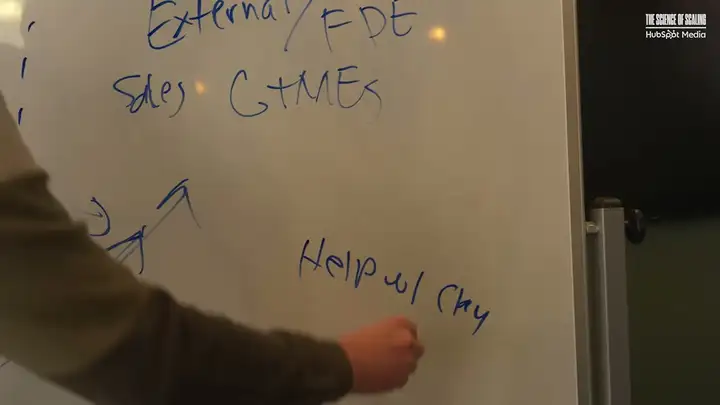 THE SCIENCE OF SCALING
HubSpot Media
External/FDE
Sales GTMEs
Help w/ Clay